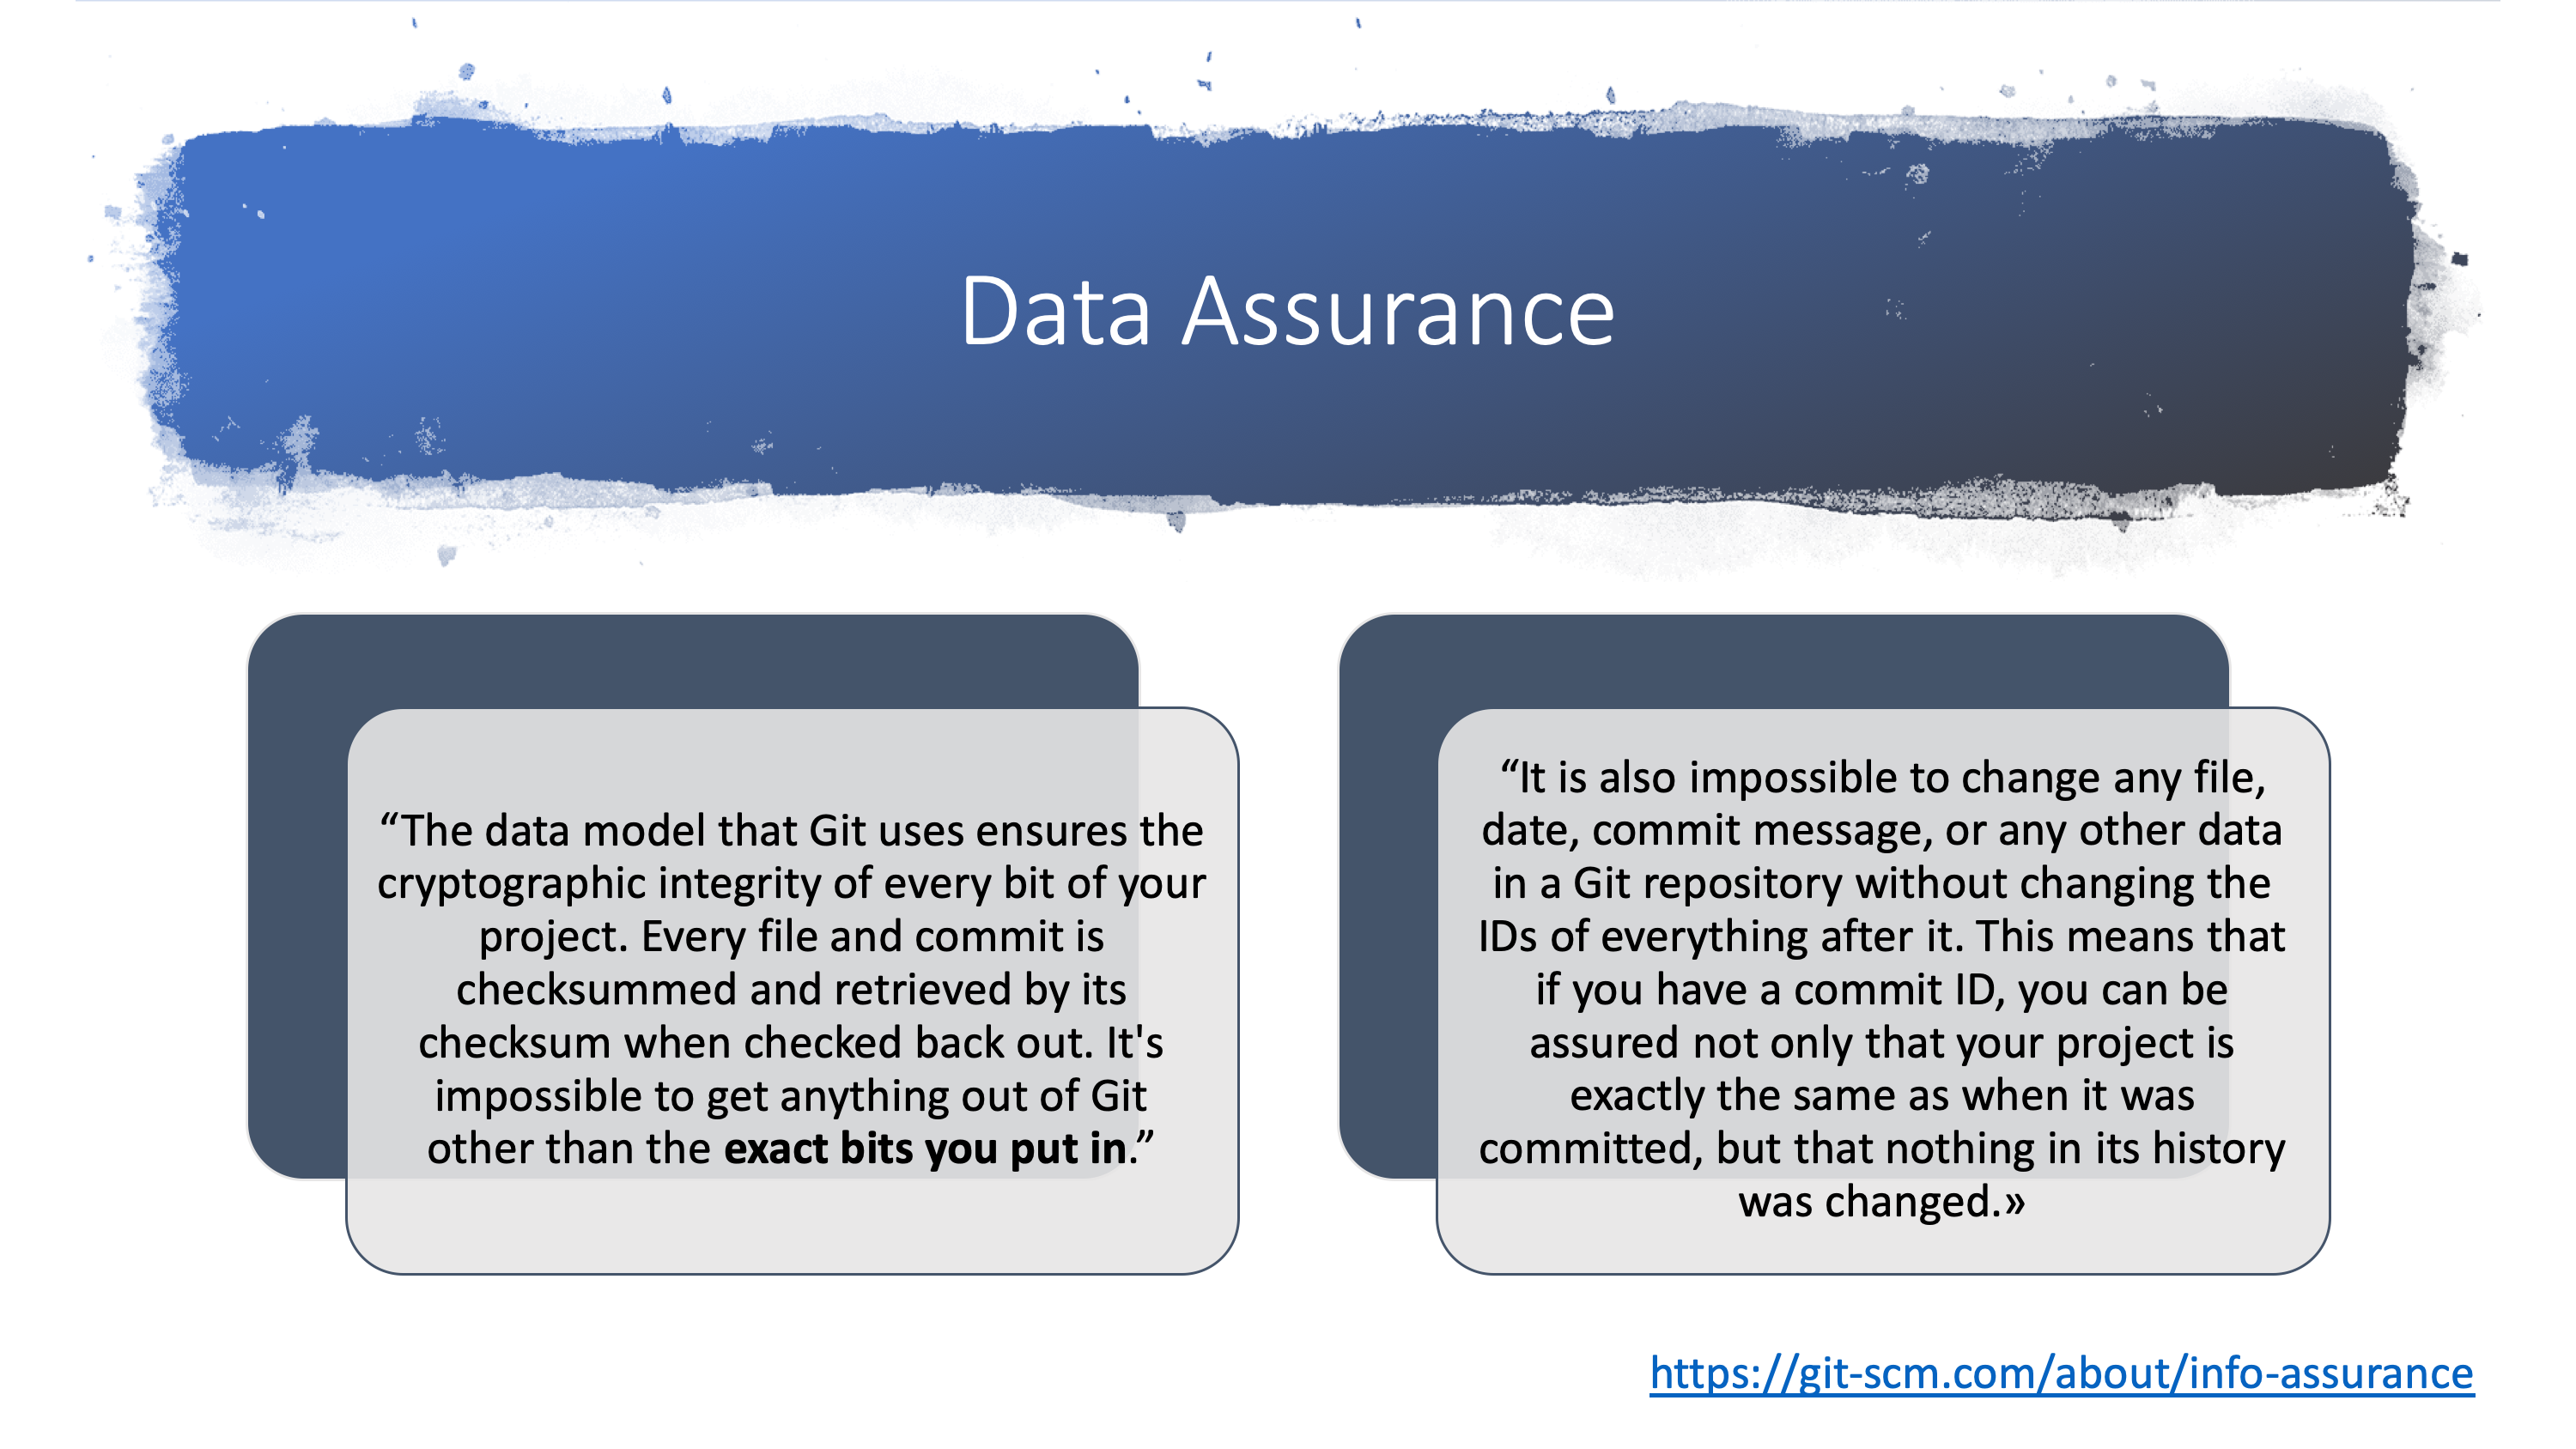 Data Assurance
“The data model that Git uses ensures the
cryptographic integrity of every bit of your
project. Every file and commit is
checksummed and retrieved by its
checksum when checked back out. It's
impossible to get anything out of Git
other than the exact bits you put in.”
“It is also impossible to change any file,
date, commit message, or any other data
in a Git repository without changing the
IDs of everything after it. This means that
if you have a commit ID, you can be
assured not only that your project is
exactly the same as when it was
committed, but that nothing in its history
was changed.»
https://git-scm.com/about/info-assurance